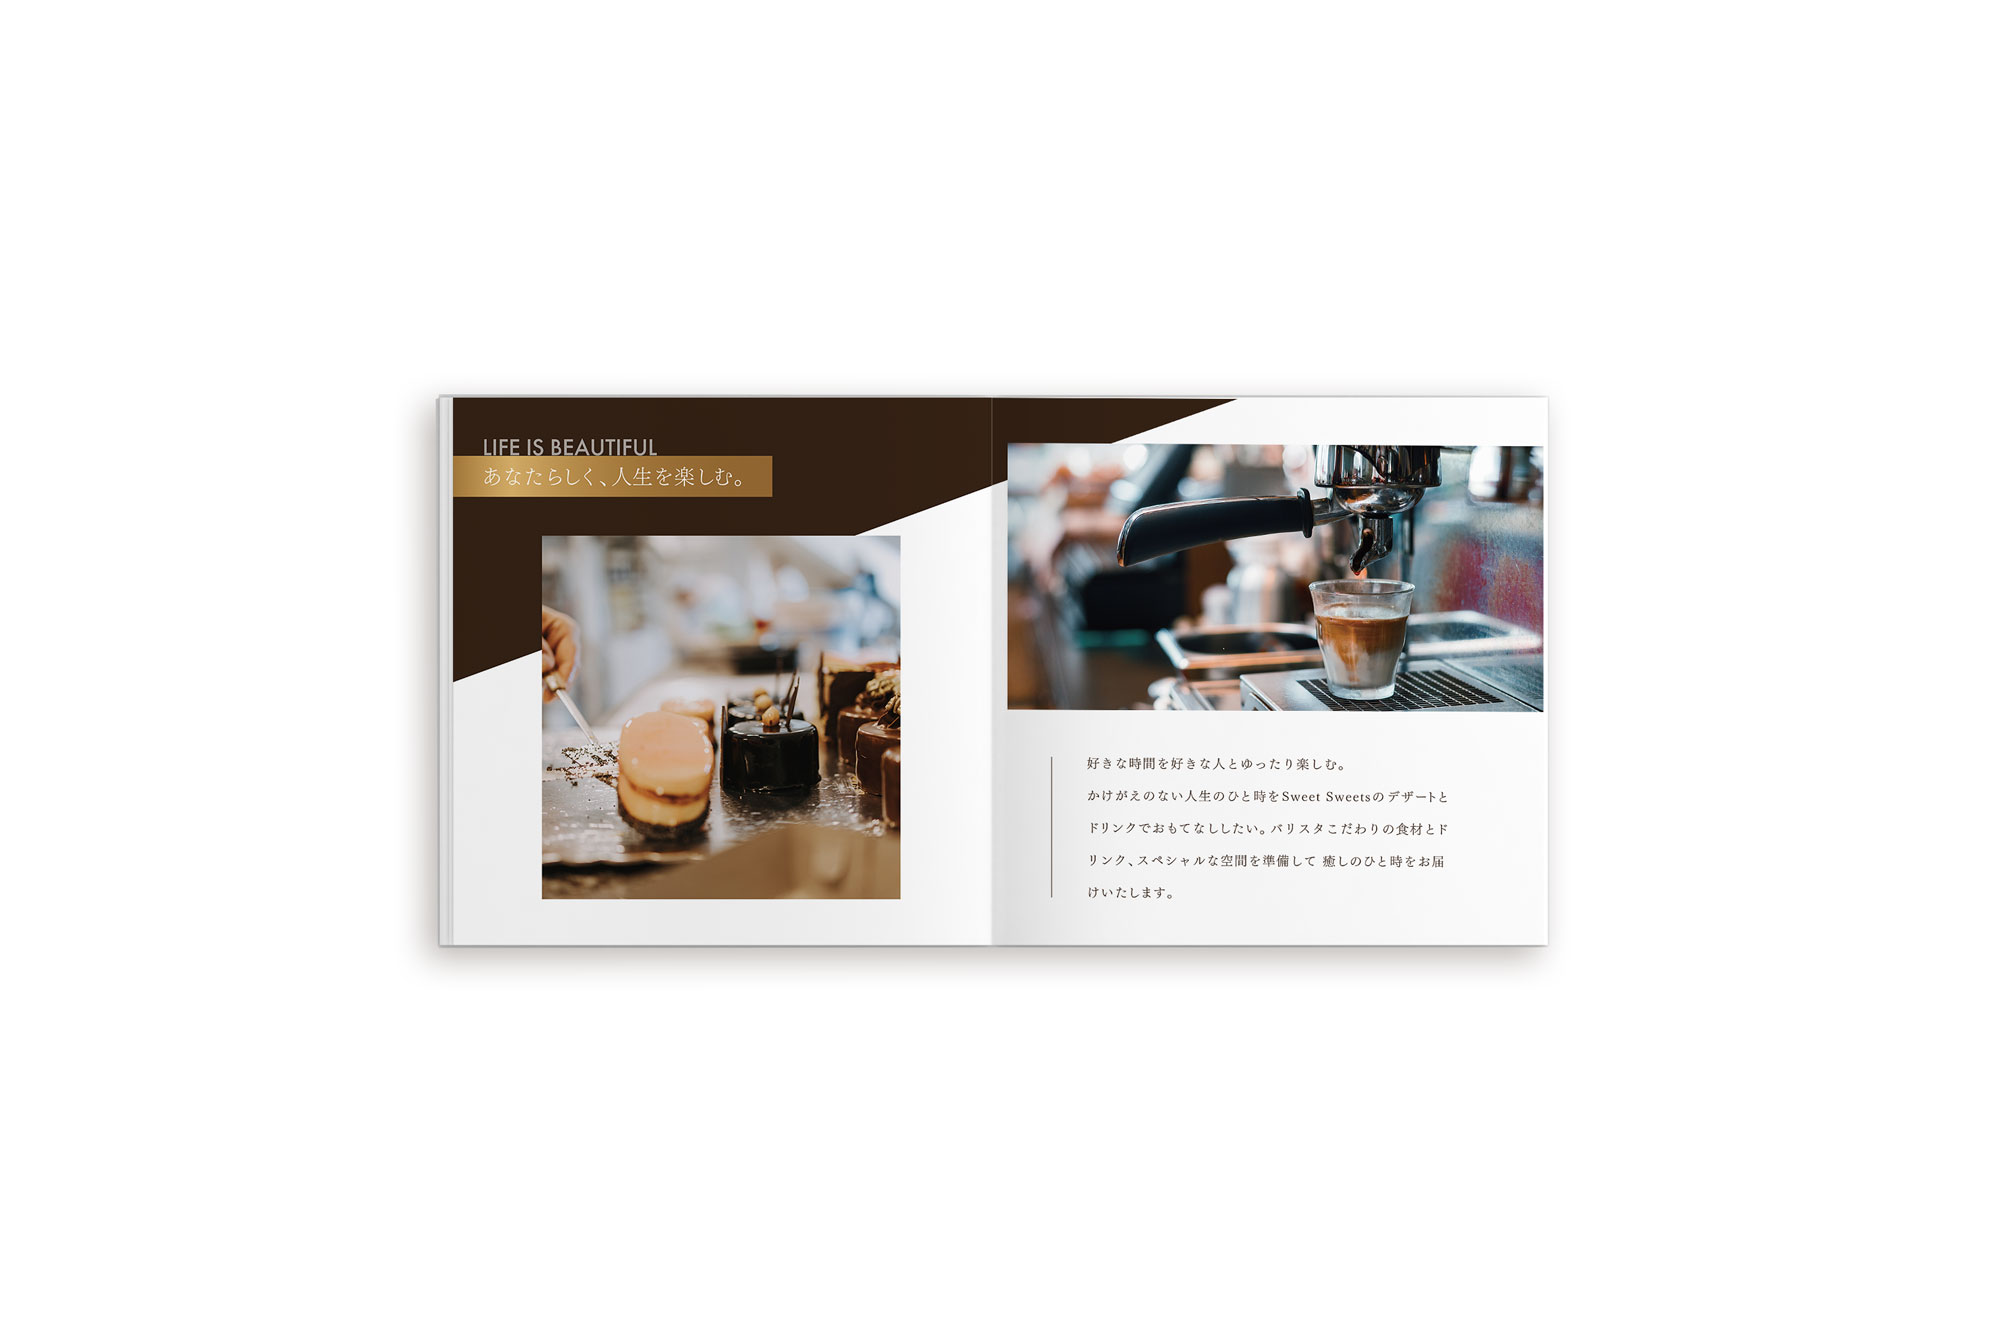 LIFE IS BEAUTIFUL
あなたらしく、人生を楽しむ。
好きな時間を好きな人とゆったり楽しむ。
かけがえのない人生のひと時をSweet Sweetsのデザートと
ドリンクでおもてなししたい。バリスタこだわりの食材とド
リンク、スペシャルな空間を準備して 癒しのひと時をお届
けいたします。